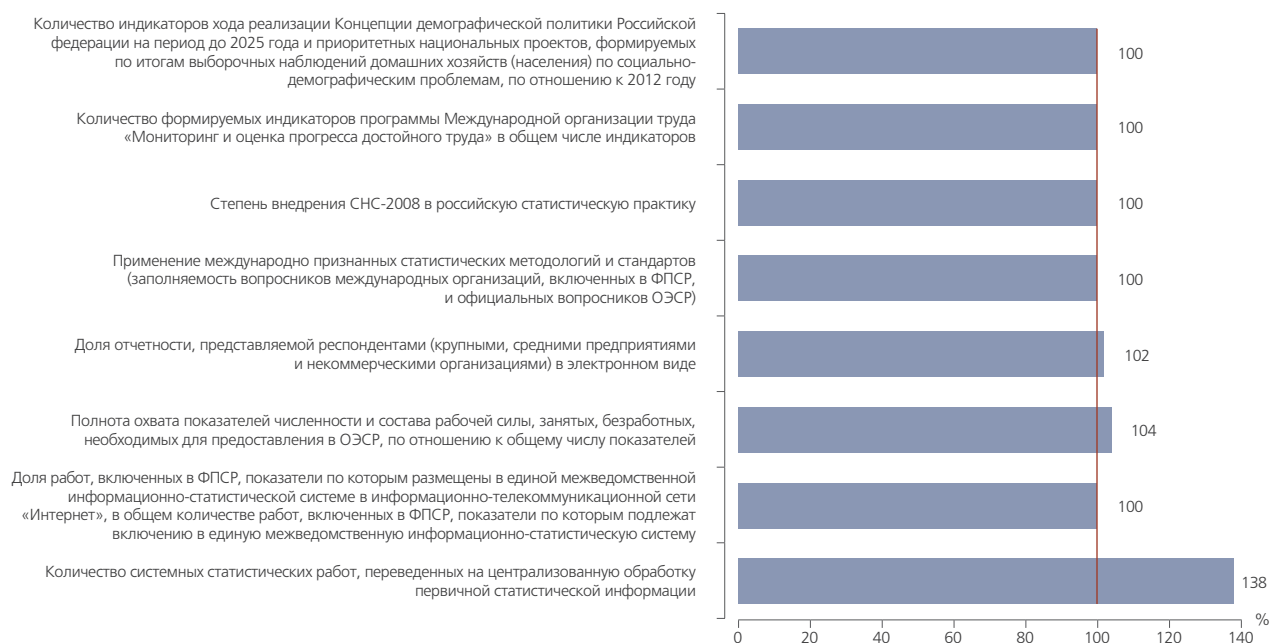 Количество индикаторов хода реализации Концепции демографической политики Российской
федерации на период до 2025 года и приоритетных национальных проектов, формируемых
по итогам выборочных наблюдений домашних хозяйств (населения) по социально-
демографическим проблемам, по отношению к 2012 году
100
Количество формируемых индикаторов программы Международной организации труда
«Мониторинг и оценка прогресса достойного труда» в общем числе индикаторов
100
Степень внедрения СНС-2008 в российскую статистическую практику
100
Применение международно признанных статистических методологий и стандартов
(заполняемость вопросников международных организаций, включенных в ФПСР,
и официальных вопросников ОЭСР)
100
Доля отчетности, представляемой респондентами (крупными, средними предприятиями
и некоммерческими организациями) в электронном виде
102
Полнота охвата показателей численности и состава рабочей силы, занятых, безработных,
необходимых для предоставления в ОЭСР, по отношению к общему числу показателей
104
Доля работ, включенных в ФПСР, показатели по которым размещены в единой межведомственной
информационно-статистической системе в информационно-телекоммуникационной сети
«Интернет», в общем количестве работ, включенных в ФПСР, показатели по которым подлежат
включению в единую межведомственную информационно-статистическую систему
100
Количество системных статистических работ, переведенных на централизованную обработку
первичной статистической информации
138
%
0 20 40 60 80 100 120 140